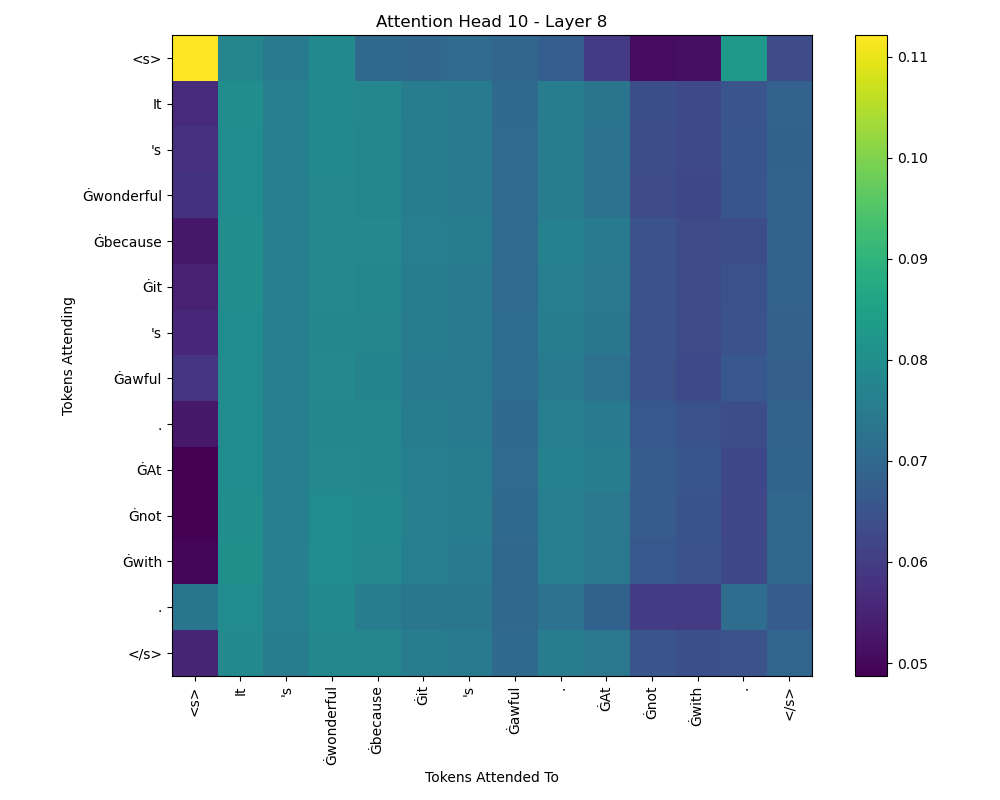 Attention Head 10 - Layer 8
Tokens Attending
<s>
It
's
Ġwonderful
Ġbecause
Ġit
's
Ġawful
.
ĠAt
Ġnot
Ġwith
.
</s>
<s>
It
's
Ġwonderful
Ġbecause
Ġit
's
Ġawful
.
ĠAt
Ġnot
Ġwith
.
</s>
Tokens Attended To
0.11
0.10
0.09
0.08
0.07
0.06
0.05